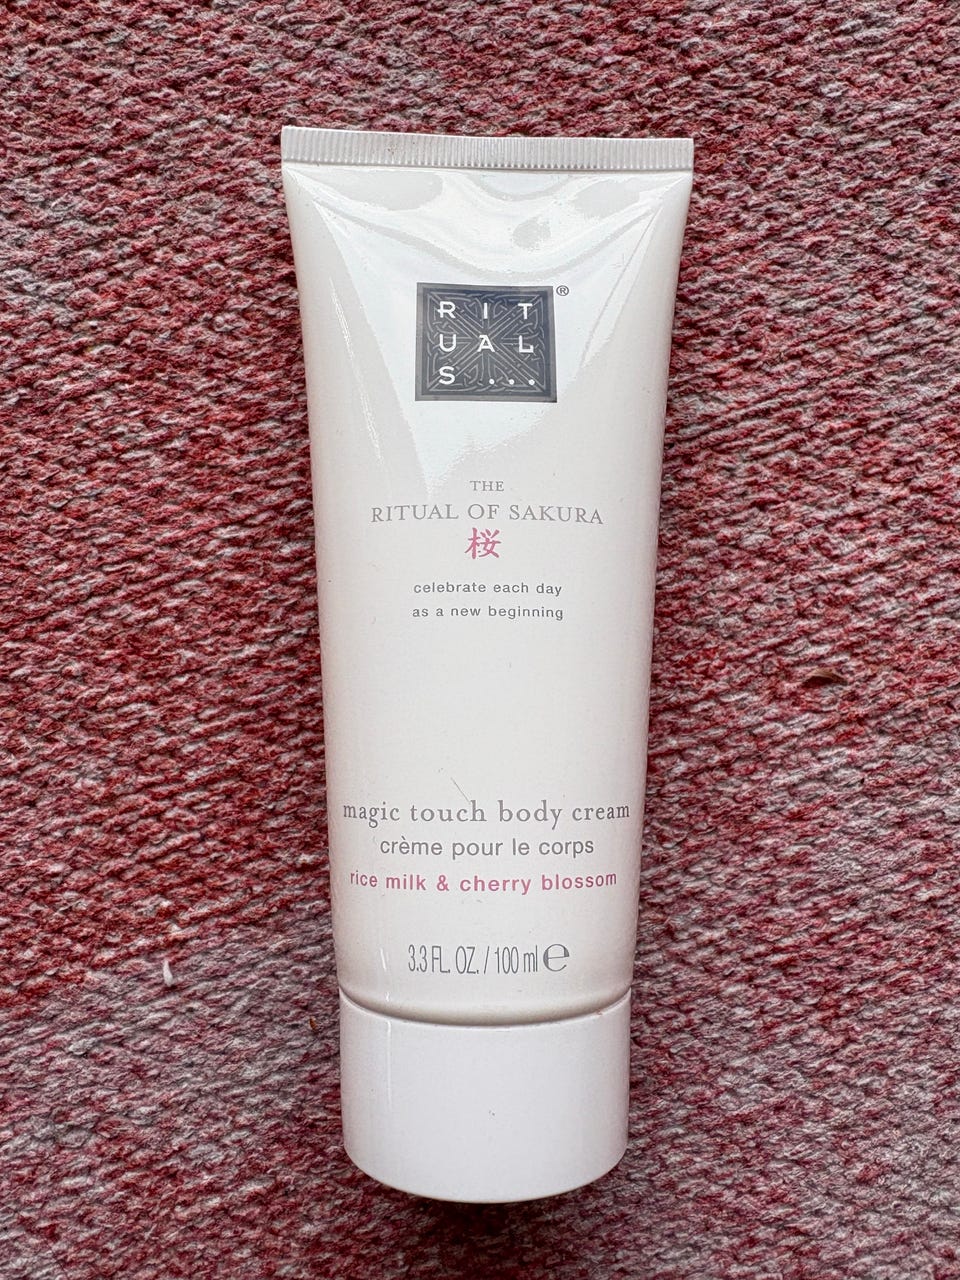 RIT
UAL
S...®
THE
RITUAL OF SAKURA
桜
celebrate each day
as a new beginning
magic touch body cream
crème pour le corps
rice milk & cherry blossom
3.3 FL. OZ. / 100 ml ℮